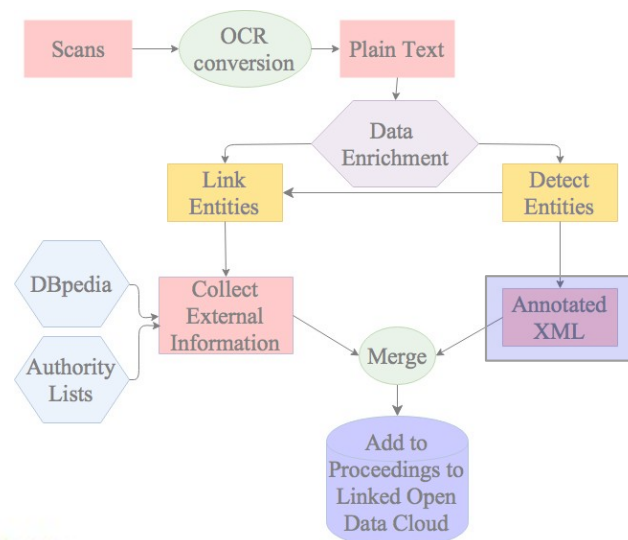 Scans
OCR
conversion
Plain Text
Data
Enrichment
Link
Entities
Detect
Entities
DBpedia
Collect
External
Information
Annotated
XML
Authority
Lists
Merge
Add to
Proceedings to
Linked Open
Data Cloud